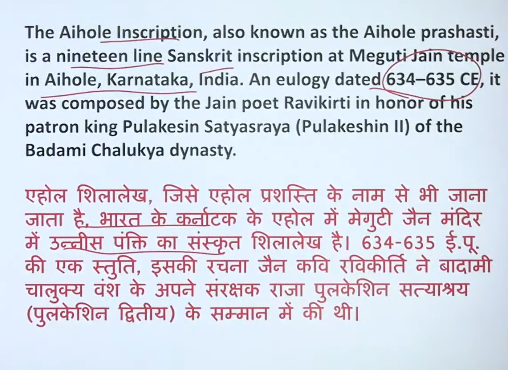 The Aihole Inscription, also known as the Aihole prashasti,
is a nineteen line Sanskrit inscription at Meguti Jain temple
in Aihole, Karnataka, India. An eulogy dated 634–635 CE, it
was composed by the Jain poet Ravikirti in honor of his
patron king Pulakesin Satyasraya (Pulakeshin II) of the
Badami Chalukya dynasty.
एहोल शिलालेख, जिसे एहोल प्रशस्ति के नाम से भी जाना
जाता है, भारत के कर्नाटक के एहोल में मेगुटी जैन मंदिर
में उन्नीस पंक्ति का संस्कृत शिलालेख है। 634-635 ई.पू.
की एक स्तुति, इसकी रचना जैन कवि रविकीर्ति ने बादामी
चालुक्य वंश के अपने संरक्षक राजा पुलकेशिन सत्याश्रय
(पुलकेशिन द्वितीय) के सम्मान में की थी।